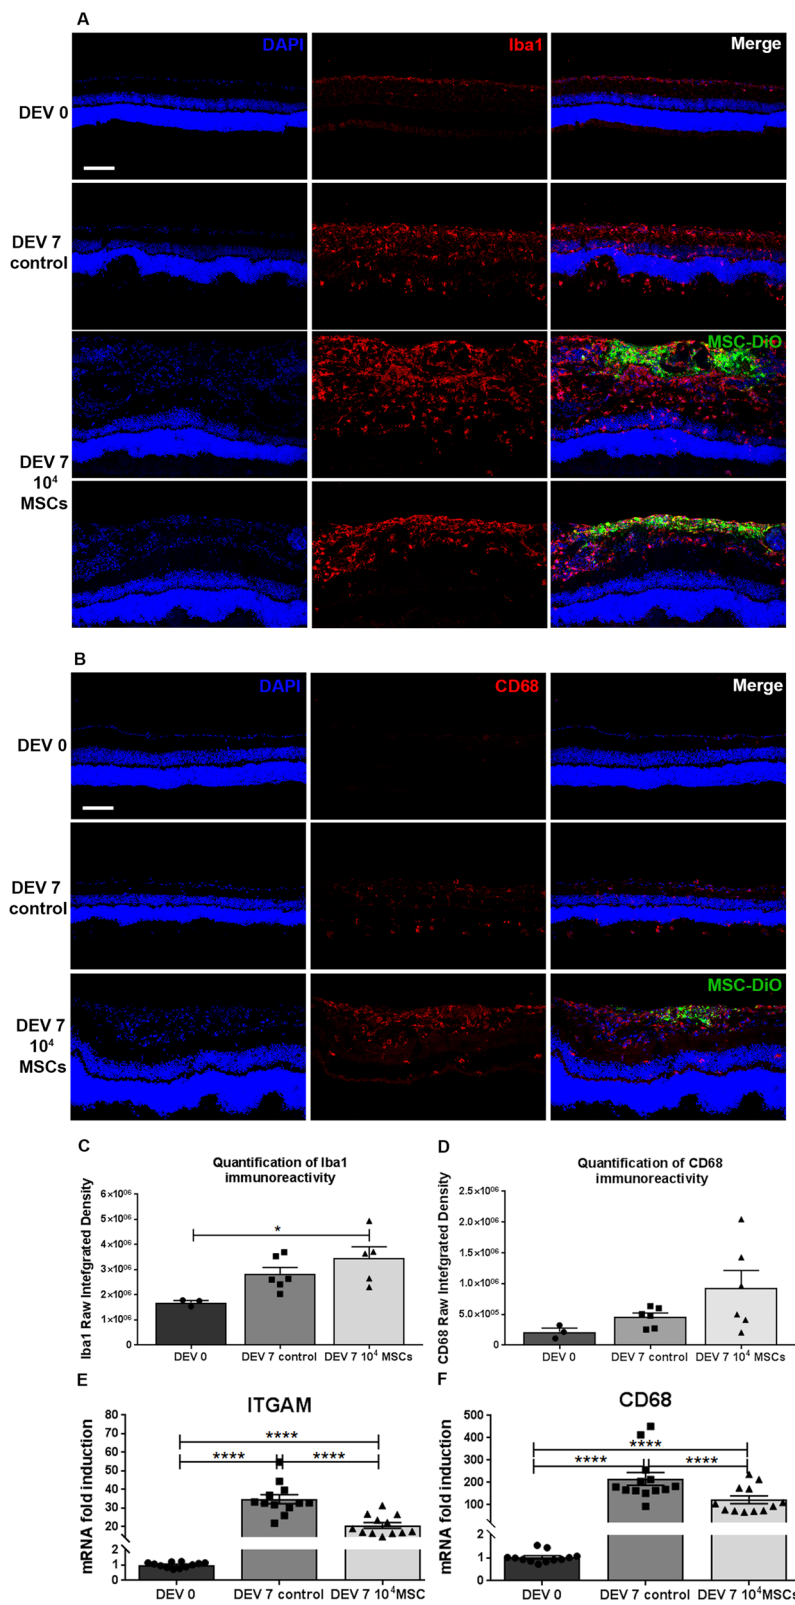 A
DAPI
Iba1
Merge
DEV 0
DEV 7
control
MSC-DiO
DEV 7
10⁴
MSCs
B
DAPI
CD68
Merge
DEV 0
DEV 7
control
MSC-DiO
DEV 7
10⁴
MSCs
C
Quantification of Iba1
immunoreactivity
Iba1 Raw Intefgrated Density
6×10⁰⁶
5×10⁰⁶
4×10⁰⁶
3×10⁰⁶
2×10⁰⁶
1×10⁰⁶
0
*
DEV 0
DEV 7 control
DEV 7 10⁴ MSCs
D
Quantification of CD68
immunoreactivity
CD68 Raw Intefgrated Density
2.5×10⁰⁶
2.0×10⁰⁶
1.5×10⁰⁶
1.0×10⁰⁶
5.0×10⁰⁵
0
DEV 0
DEV 7 control
DEV 7 10⁴ MSCs
E
ITGAM
mRNA fold induction
80
70
60
50
40
30
20
2
1
0
****
****
****
DEV 0
DEV 7 control
DEV 7 10⁴MSC
F
CD68
mRNA fold induction
500
400
300
200
100
2
1
0
****
****
****
DEV 0
DEV 7 control
DEV 7 10⁴MSCs